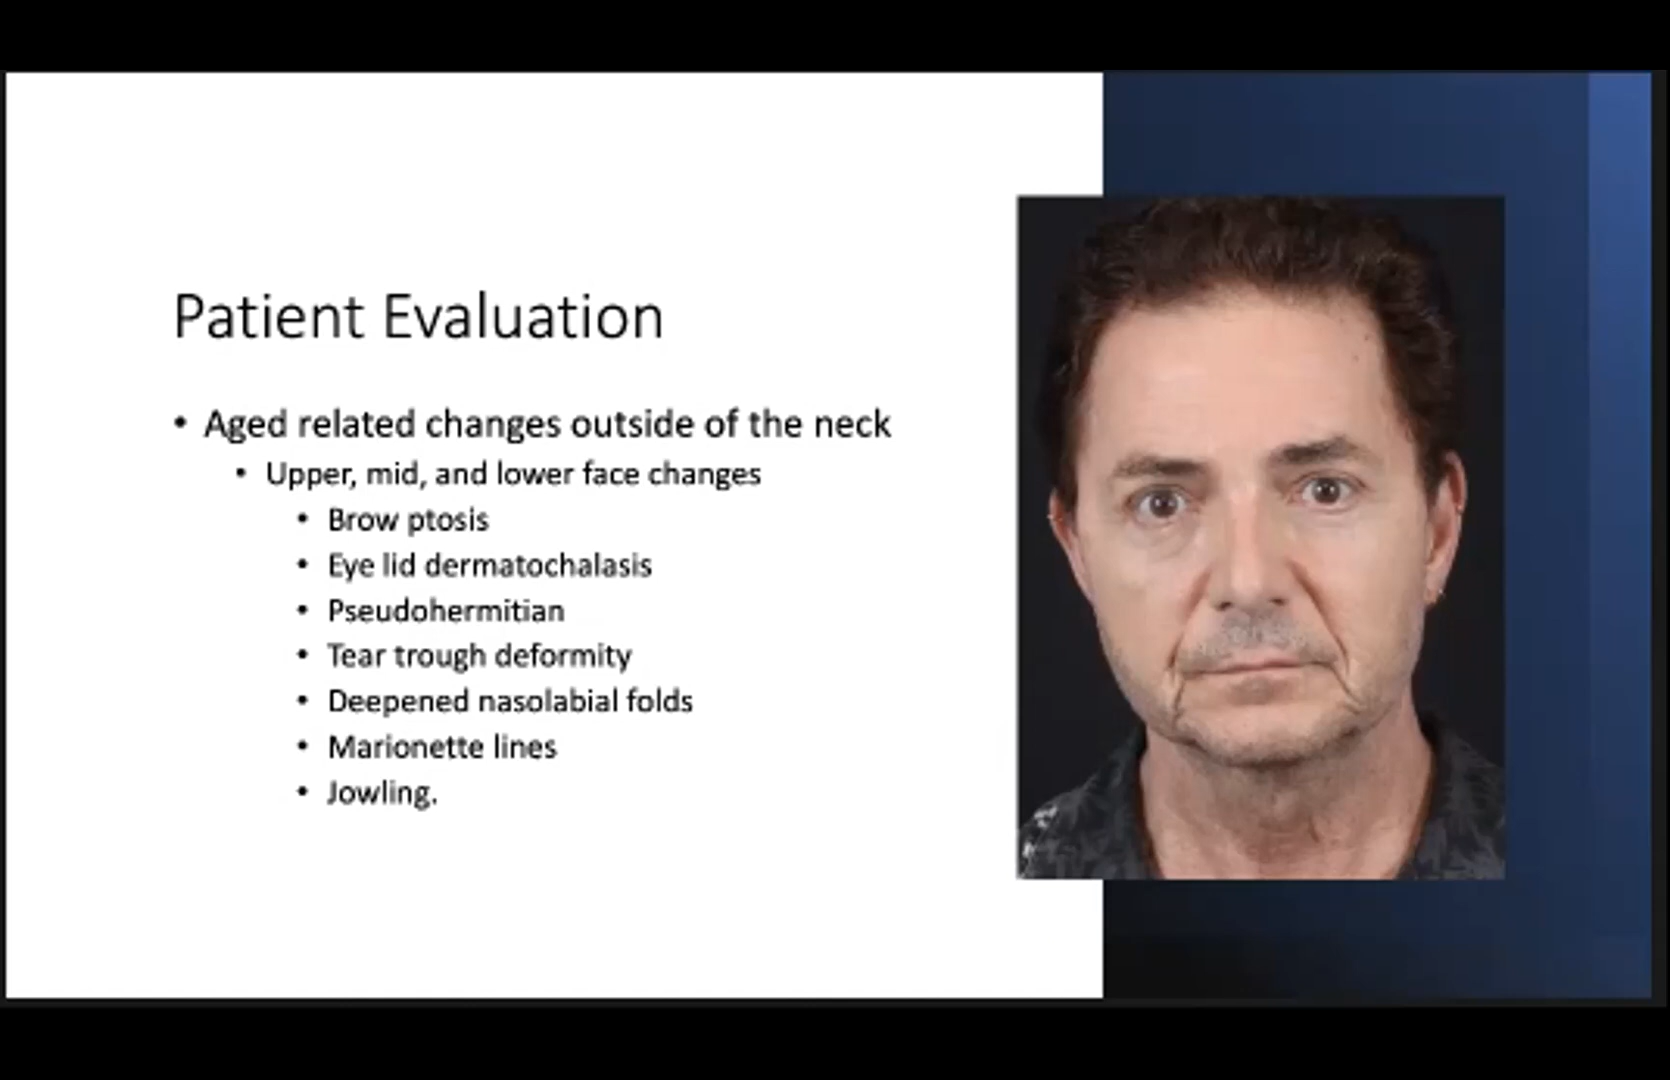 Patient Evaluation
• Aged related changes outside of the neck
• Upper, mid, and lower face changes
• Brow ptosis
• Eye lid dermatochalasis
• Pseudohermitian
• Tear trough deformity
• Deepened nasolabial folds
• Marionette lines
• Jowling.